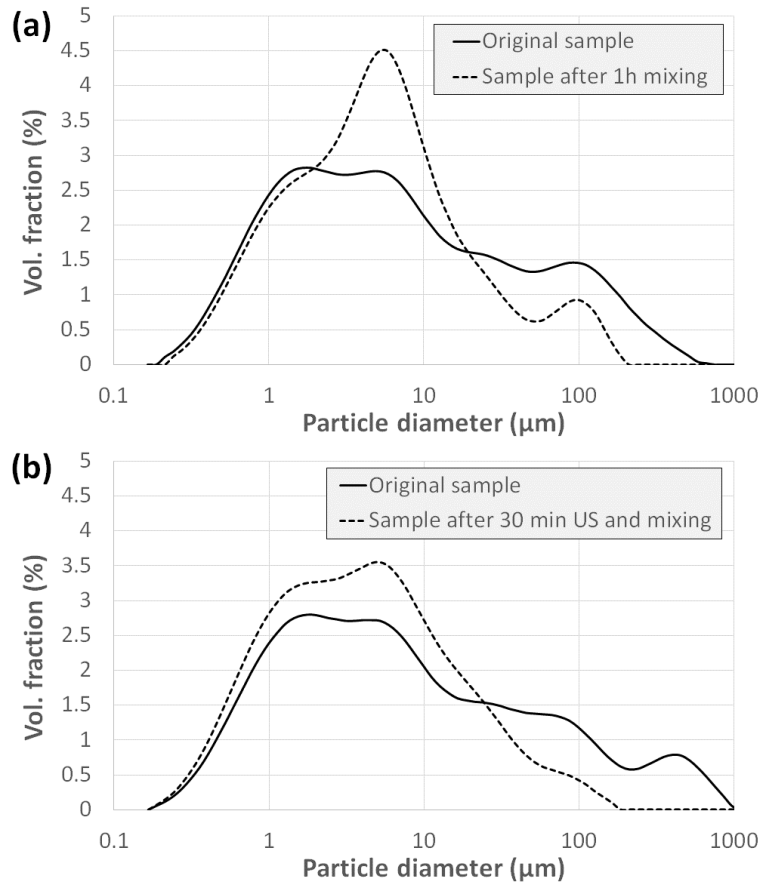 (a)
5
4.5
4
3.5
3
2.5
2
1.5
1
0.5
0
Vol. fraction (%)
Original sample
Sample after 1h mixing
0.1 1 10 100 1000
Particle diameter (µm)
(b)
5
4.5
4
3.5
3
2.5
2
1.5
1
0.5
0
Vol. fraction (%)
Original sample
Sample after 30 min US and mixing
0.1 1 10 100 1000
Particle diameter (µm)